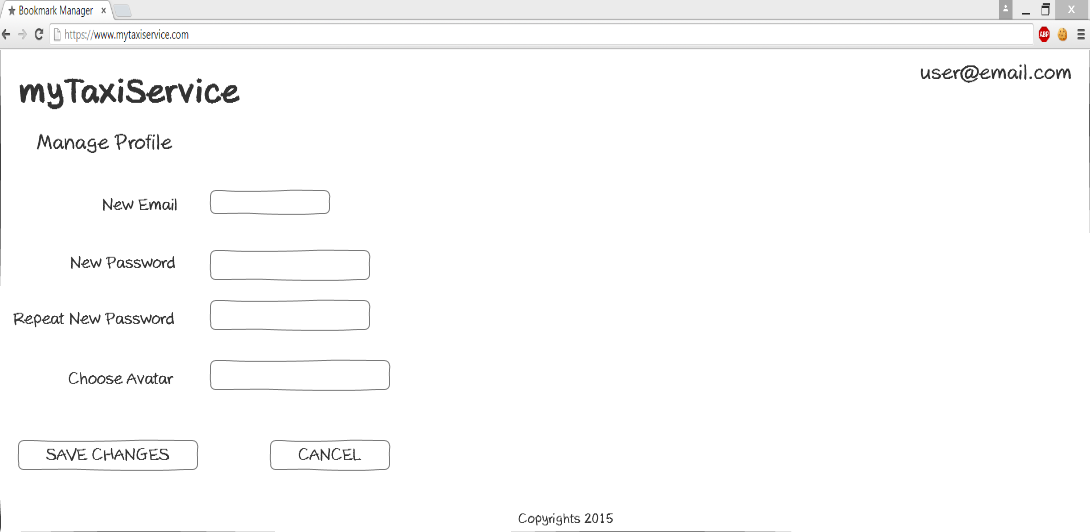 Bookmark Manager
https://www.mytaxiservice.com
ABP
user@email.com
myTaxiService
Manage Profile
New Email
New Password
Repeat New Password
Choose Avatar
SAVE CHANGES
CANCEL
Copyrights 2015